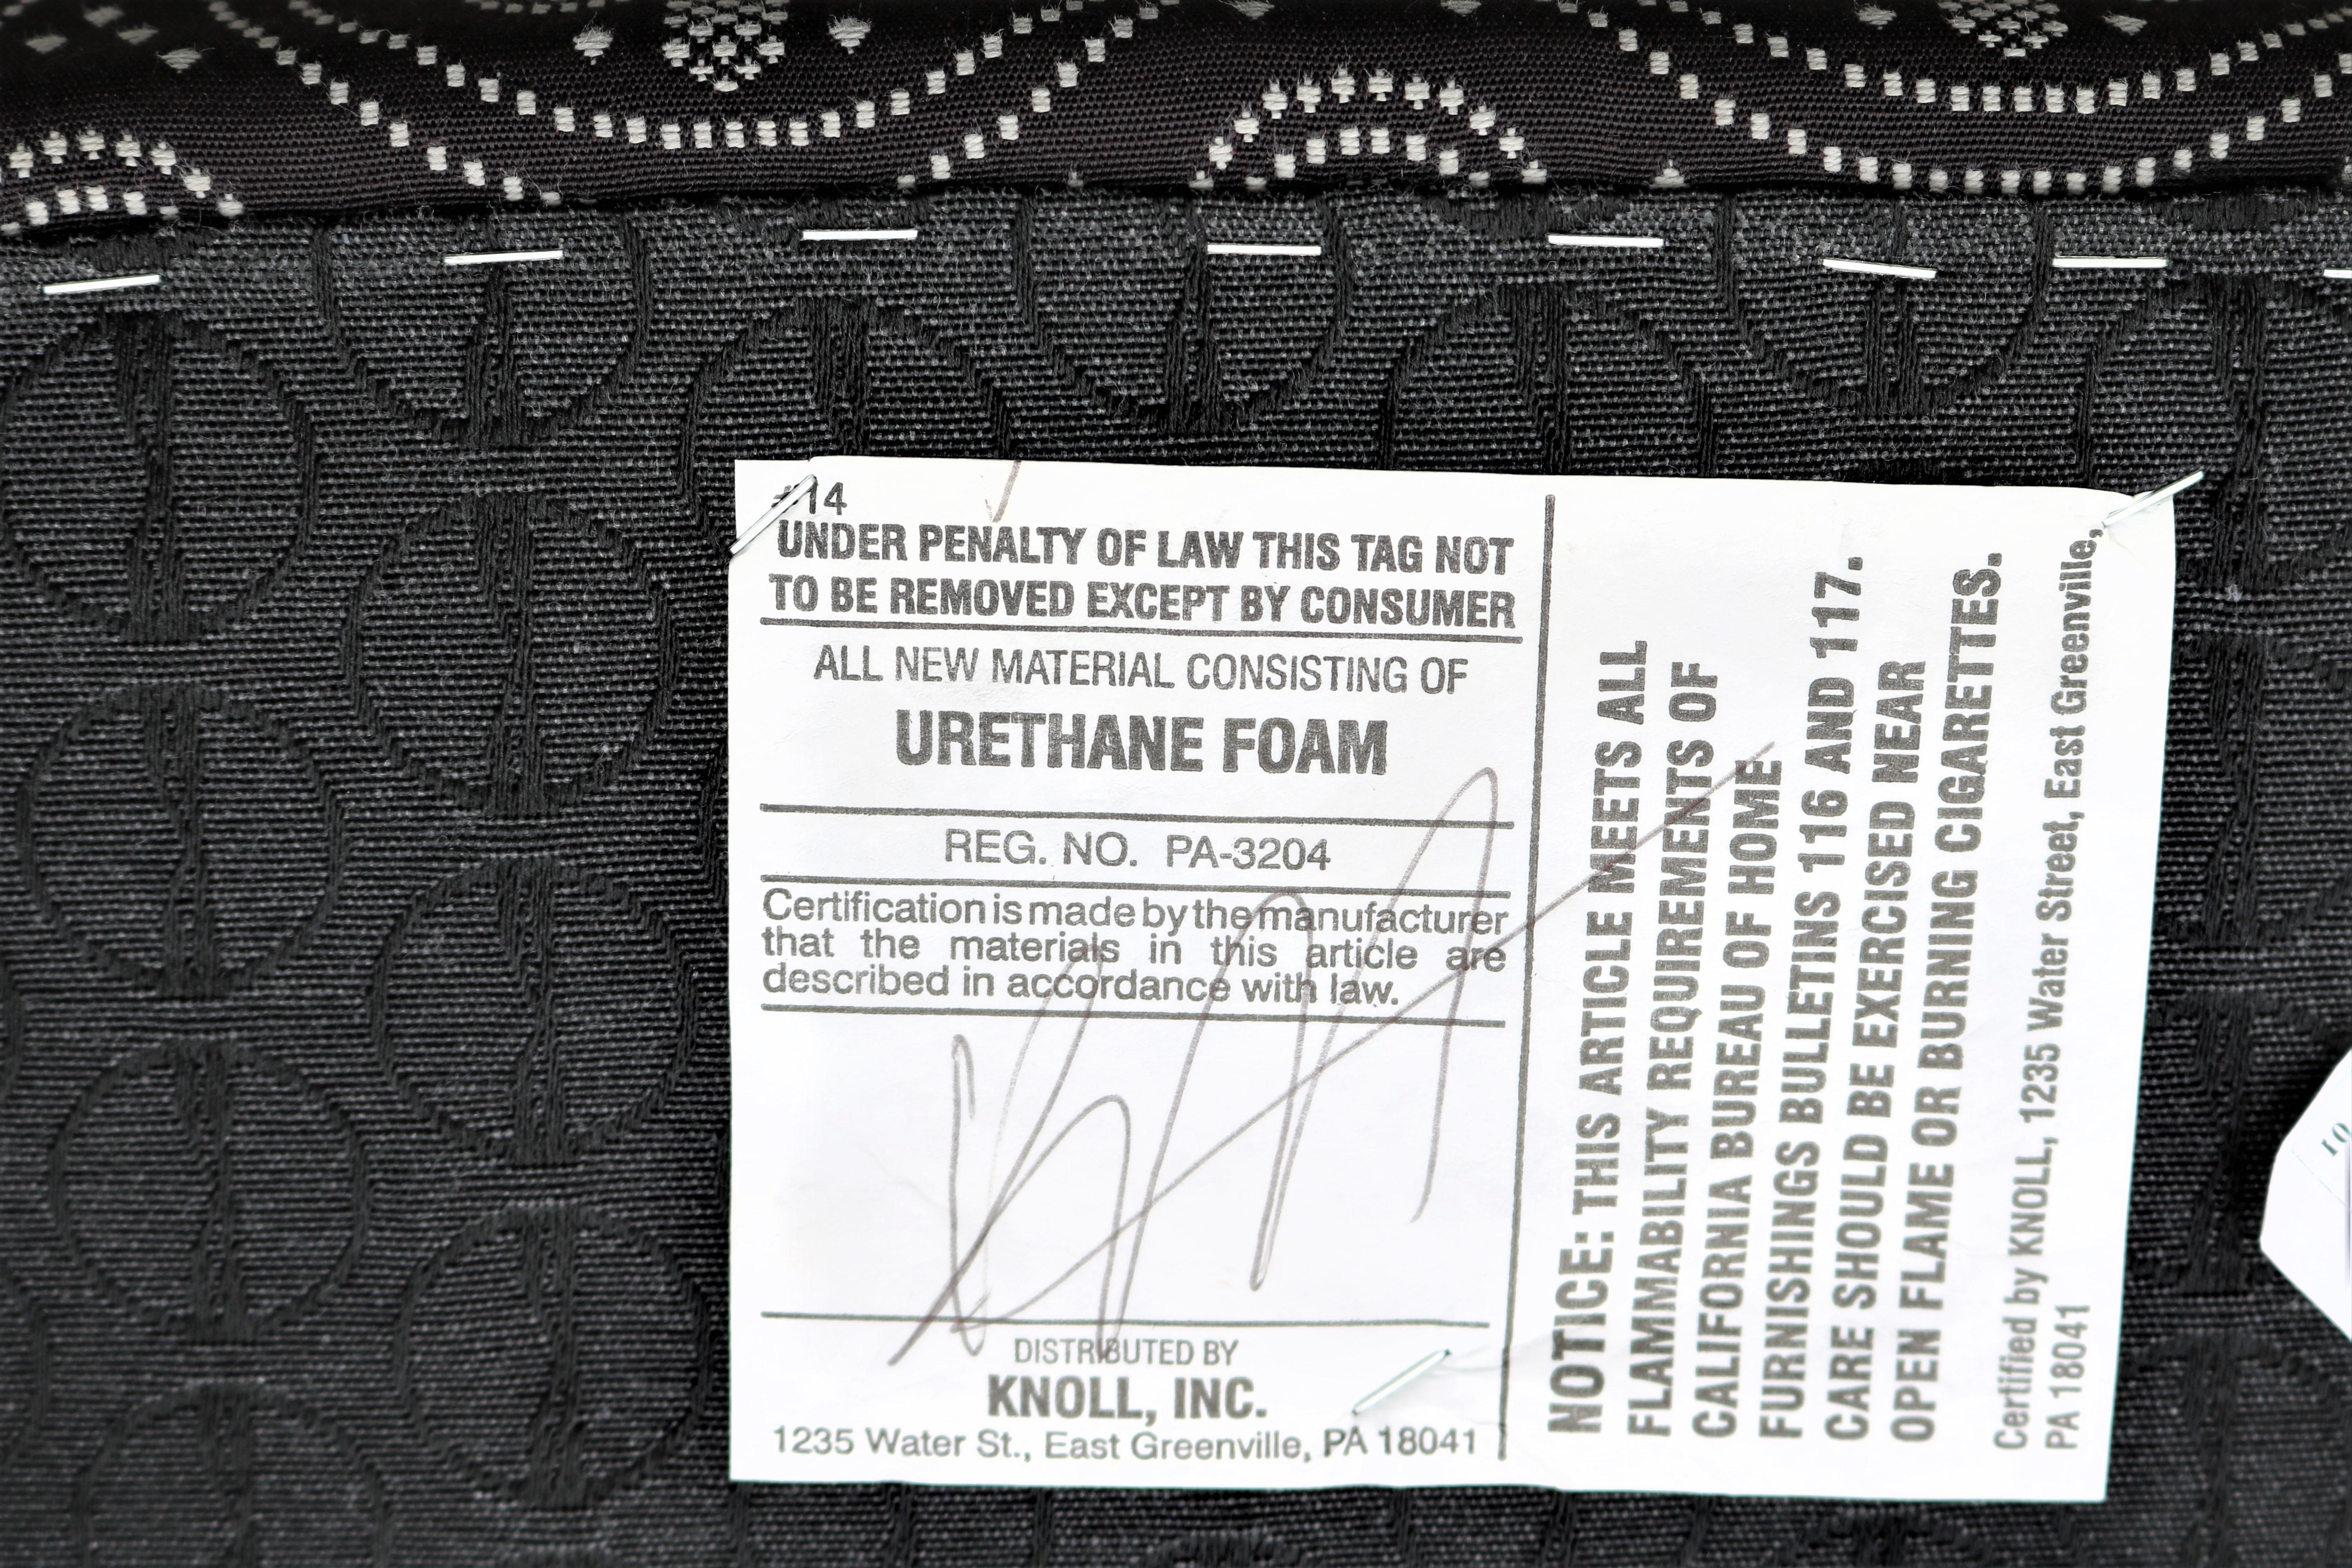 #14
UNDER PENALTY OF LAW THIS TAG NOT
TO BE REMOVED EXCEPT BY CONSUMER
ALL NEW MATERIAL CONSISTING OF
URETHANE FOAM
REG. NO. PA-3204
Certification is made by the manufacturer
that the materials in this article are
described in accordance with law.
DISTRIBUTED BY
KNOLL, INC.
1235 Water St., East Greenville, PA 18041
NOTICE: THIS ARTICLE MEETS ALL
FLAMMABILITY REQUIREMENTS OF
CALIFORNIA BUREAU OF HOME
FURNISHINGS BULLETINS 116 AND 117.
CARE SHOULD BE EXERCISED NEAR
OPEN FLAME OR BURNING CIGARETTES.
Certified by KNOLL, 1235 Water Street, East Greenville,
PA 18041